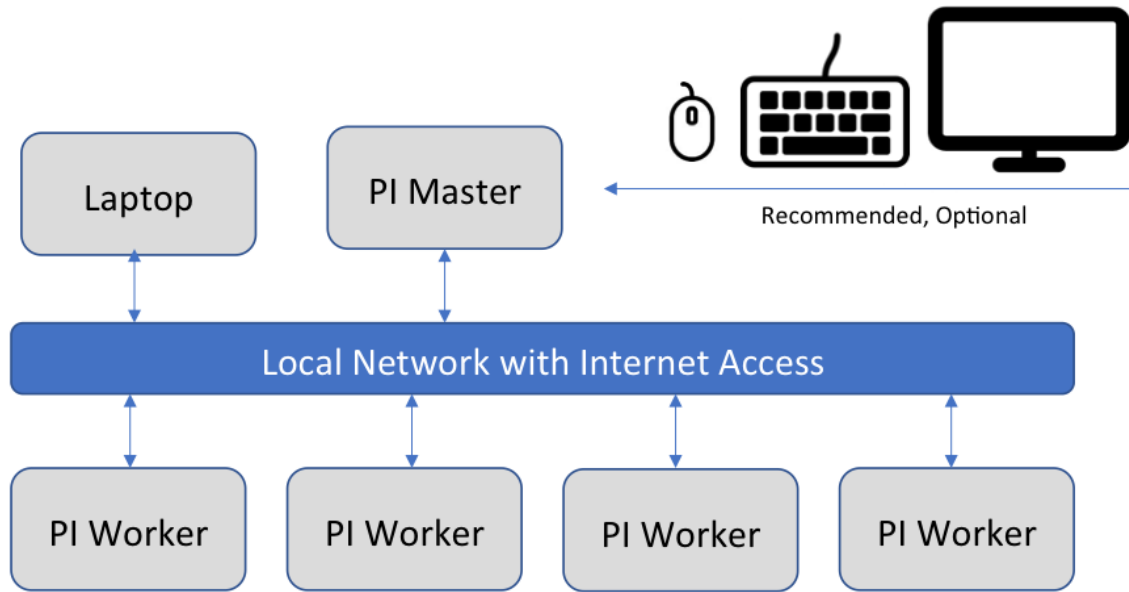 Laptop
PI Master
Recommended, Optional
Local Network with Internet Access
PI Worker
PI Worker
PI Worker
PI Worker